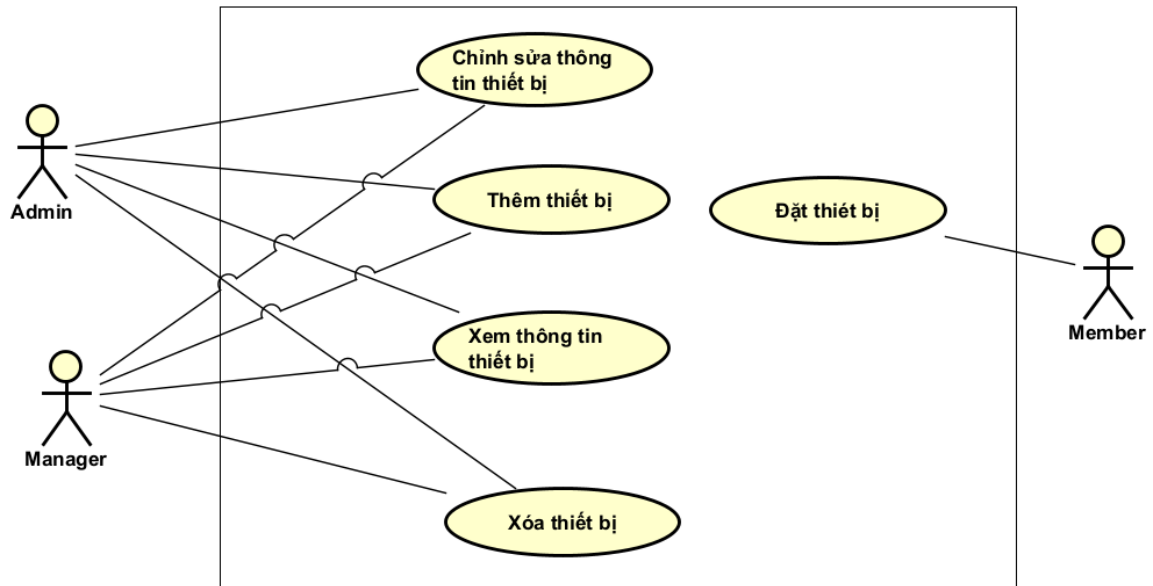 Chỉnh sửa thông
tin thiết bị
Admin
Thêm thiết bị
Đặt thiét bị
Member
Xem thông tin
thiết bị
Manager
Xóa thiết bị